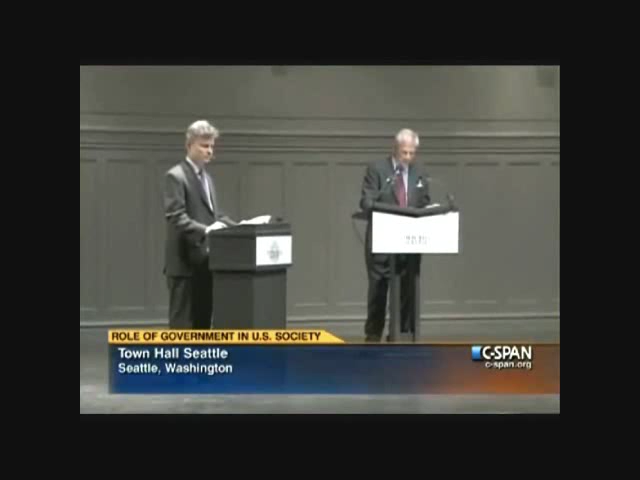 ROLE OF GOVERNMENT IN U.S. SOCIETY
Town Hall Seattle
Seattle, Washington
C-SPAN
c-span.org